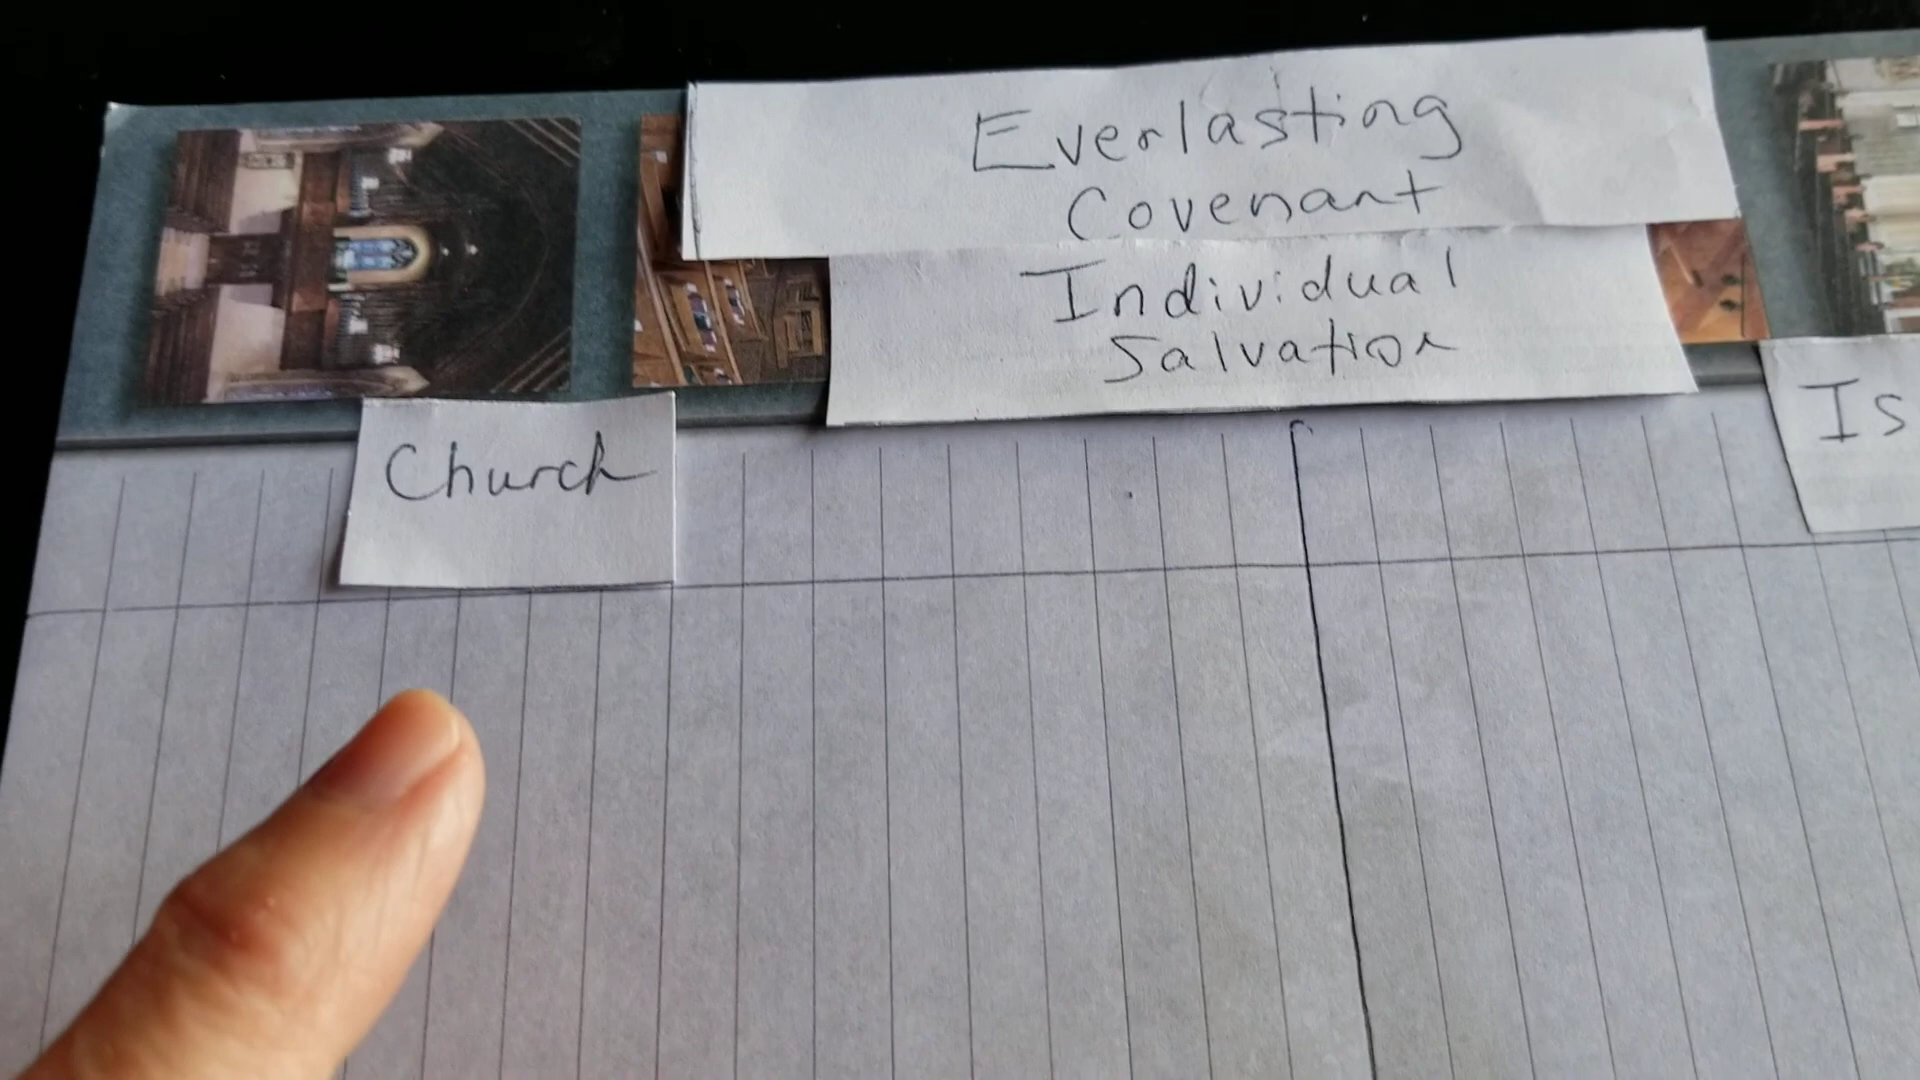 Everlasting
Covenant
Individual
Salvation
Church
Is